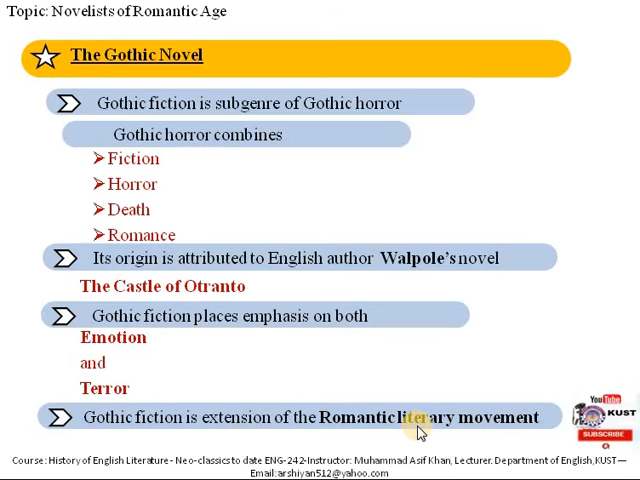 Topic: Novelists of Romantic Age
The Gothic Novel
Gothic fiction is subgenre of Gothic horror
Gothic horror combines
Fiction
Horror
Death
Romance
Its origin is attributed to English author Walpole's novel
The Castle of Otranto
Gothic fiction places emphasis on both
Emotion
and
Terror
Gothic fiction is extension of the Romantic literary movement
YouTube
KUST
SUBSCRIBE
Course: History of English Literature- Neo-classics to date ENG-242-Instructor: Muhammad Asif Khan, Lecturer. Department of English,KUST—
Email:arshiyan512@yahoo.com